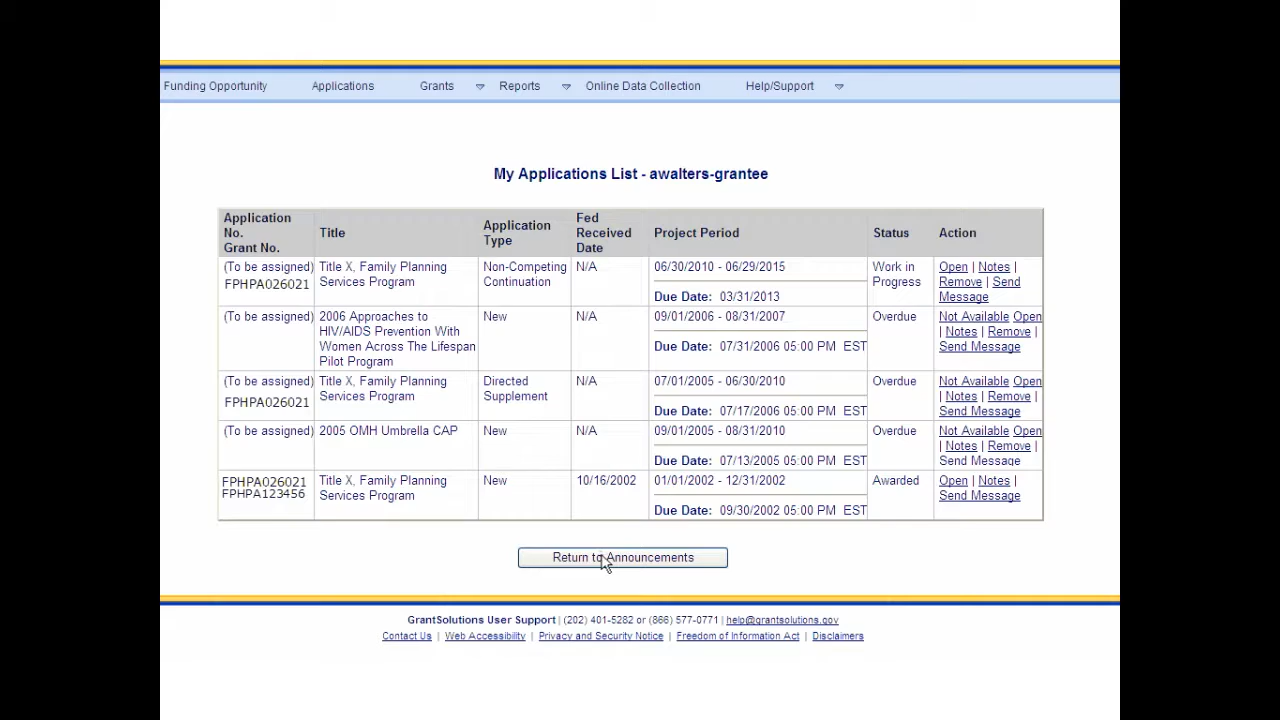 Funding Opportunity Applications Grants Reports Online Data Collection Help/Support
My Applications List - awalters-grantee
Application No. Grant No. Title Application Type Fed Received Date Project Period Status Action
(To be assigned) Title X, Family Planning Non-Competing N/A 06/30/2010 - 06/29/2015 Work in Open | Notes |
FPHPA026021 Services Program Continuation Progress Remove | Send
Due Date: 03/31/2013 Message
(To be assigned) 2006 Approaches to New N/A 09/01/2006 - 08/31/2007 Overdue Not Available Open
HIV/AIDS Prevention With | Notes | Remove |
Women Across The Lifespan Due Date: 07/31/2006 05:00 PM EST Send Message
Pilot Program
(To be assigned) Title X, Family Planning Directed N/A 07/01/2005 - 06/30/2010 Overdue Not Available Open
FPHPA026021 Services Program Supplement | Notes | Remove |
Due Date: 07/17/2006 05:00 PM EST Send Message
(To be assigned) 2005 OMH Umbrella CAP New N/A 09/01/2005 - 08/31/2010 Overdue Not Available Open
| Notes | Remove |
Due Date: 07/13/2005 05:00 PM EST Send Message
FPHPA026021 Title X, Family Planning New 10/16/2002 01/01/2002 - 12/31/2002 Awarded Open | Notes |
FPHPA123456 Services Program Send Message
Due Date: 09/30/2002 05:00 PM EST
Return to Announcements
GrantSolutions User Support | (202) 401-5282 or (866) 577-0771 | help@grantsolutions.gov
Contact Us | Web Accessibility | Privacy and Security Notice | Freedom of Information Act | Disclaimers